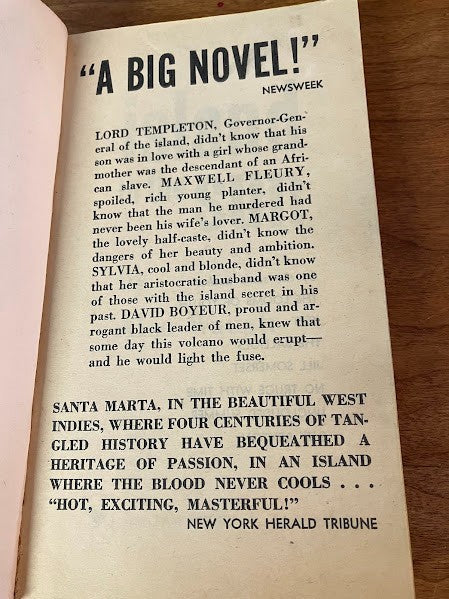 “A BIG NOVEL!”
NEWSWEEK
LORD TEMPLETON, Governor-Gen-
eral of the island, didn't know that his
son was in love with a girl whose grand-
mother was the descendant of an Afri-
can slave. MAXWELL FLEURY,
spoiled, rich young planter, didn't
know that the man he murdered had
never been his wife's lover. MARGOT,
the lovely half-caste, didn't know the
dangers of her beauty and ambition.
SYLVIA, cool and blonde, didn't know
that her aristocratic husband was one
of those with the island secret in his
past. DAVID BOYEUR, proud and ar-
rogant black leader of men, knew that
some day this volcano would erupt—
and he would light the fuse.
SANTA MARTA, IN THE BEAUTIFUL WEST
INDIES, WHERE FOUR CENTURIES OF TAN-
GLED HISTORY HAVE BEQUEATHED A
HERITAGE OF PASSION, IN AN ISLAND
WHERE THE BLOOD NEVER COOLS . . .
“HOT, EXCITING, MASTERFUL!”
NEW YORK HERALD TRIBUNE